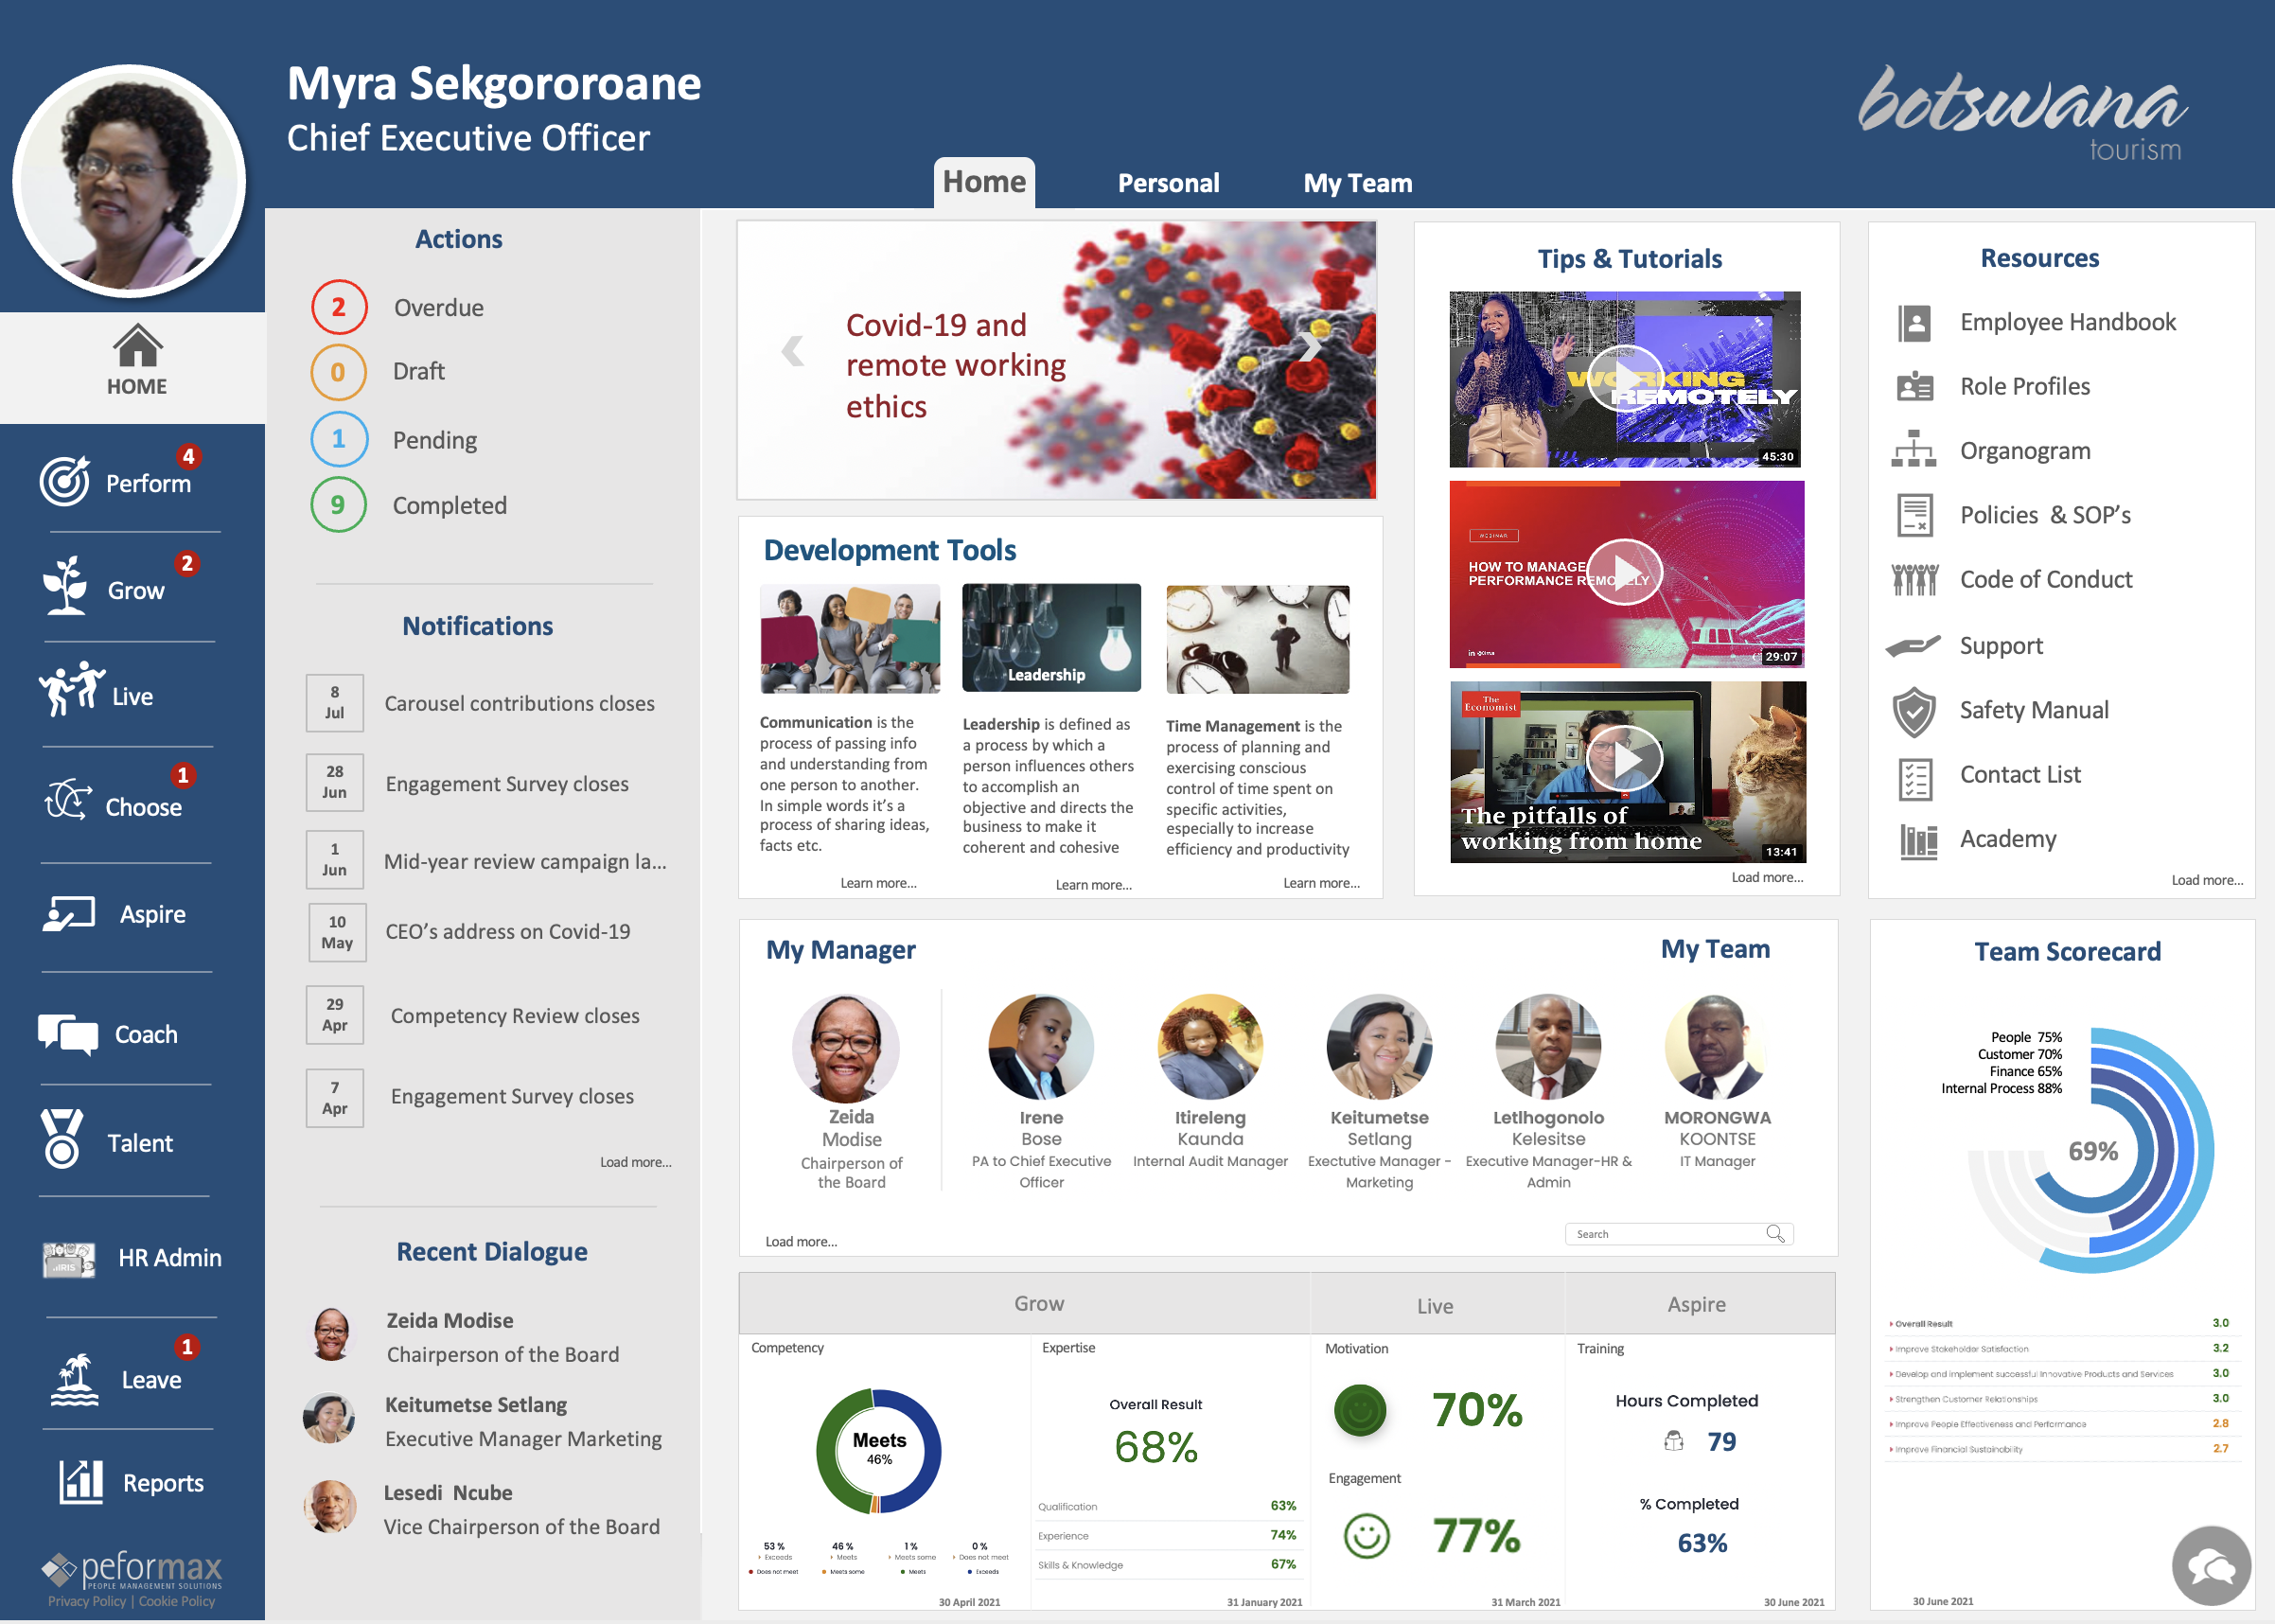 Myra Sekgororoane
Chief Executive Officer
botswana
tourism
Home
Personal
My Team
HOME
Perform
4
Grow
2
Live
Choose
1
Aspire
Coach
Talent
HR Admin
IRIS
Leave
1
Reports
peformax
PEOPLE MANAGEMENT SOLUTIONS
Privacy Policy | Cookie Policy
Actions
2 Overdue
0 Draft
1 Pending
9 Completed
Notifications
8 Jul Carousel contributions closes
28 Jun Engagement Survey closes
1 Jun Mid-year review campaign la...
10 May CEO's address on Covid-19
29 Apr Competency Review closes
7 Apr Engagement Survey closes
Load more...
Recent Dialogue
Zeida Modise
Chairperson of the Board
Keitumetse Setlang
Executive Manager Marketing
Lesedi Ncube
Vice Chairperson of the Board
Covid-19 and
remote working
ethics
Development Tools
Leadership
Communication is the
process of passing info
and understanding from
one person to another.
In simple words it's a
process of sharing ideas,
facts etc.
Learn more...
Leadership is defined as
a process by which a
person influences others
to accomplish an
objective and directs the
business to make it
coherent and cohesive
Learn more...
Time Management is the
process of planning and
exercising conscious
control of time spent on
specific activities,
especially to increase
efficiency and productivity
Learn more...
Tips & Tutorials
WORKING
REMOTELY
45:30
WEBINAR
HOW TO MANAGE
PERFORMANCE REMOTELY
29:07
The
Economist
The pitfalls of
working from home
13:41
Load more...
Resources
Employee Handbook
Role Profiles
Organogram
Policies & SOP's
Code of Conduct
Support
Safety Manual
Contact List
Academy
Load more...
My Manager
My Team
Zeida
Modise
Chairperson of
the Board
Irene
Bose
PA to Chief Executive
Officer
Itireleng
Kaunda
Internal Audit Manager
Keitumetse
Setlang
Exectutive Manager -
Marketing
Letlhogonolo
Kelesitse
Executive Manager-HR &
Admin
MORONGWA
KOONTSE
IT Manager
Load more...
Search
Grow
Live
Aspire
Competency
Meets
46%
53 % Exceeds
46 % Meets
1 % Meets some
0 % Does not meet
Does not meet
Meets some
Meets
Exceeds
30 April 2021
Expertise
Overall Result
68%
Qualification 63%
Experience 74%
Skills & Knowledge 67%
31 January 2021
Motivation
70%
Engagement
77%
31 March 2021
Training
Hours Completed
79
% Completed
63%
30 June 2021
Team Scorecard
People 75%
Customer 70%
Finance 65%
Internal Process 88%
69%
Overall Result 3.0
Improve Stakeholder Satisfaction 3.2
Develop and implement successful Innovative Products and Services 3.0
Strengthen Customer Relationships 3.0
Improve People Effectiveness and Performance 2.8
Improve Financial Sustainability 2.7
30 June 2021